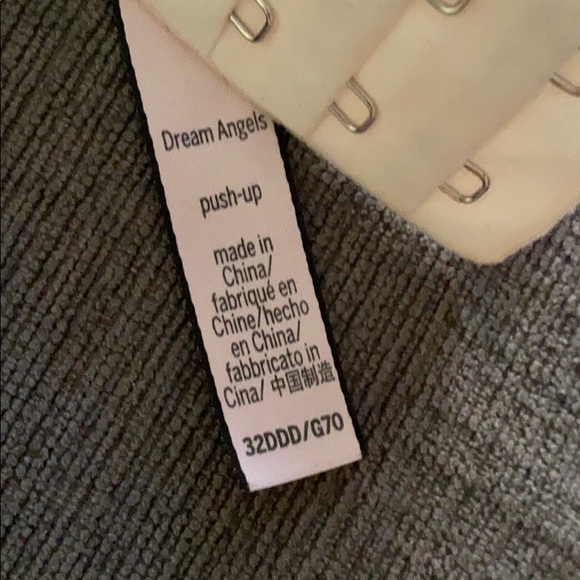 Dream Angels
push-up
made in
China/
fabriqué en
Chine/hecho
en China/
fabbricato in
Cina/ 中国制造
32DDD/G70